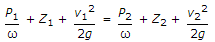 P₁/ω + Z₁ + v₁²/2g = P₂/ω + Z₂ + v₂²/2g